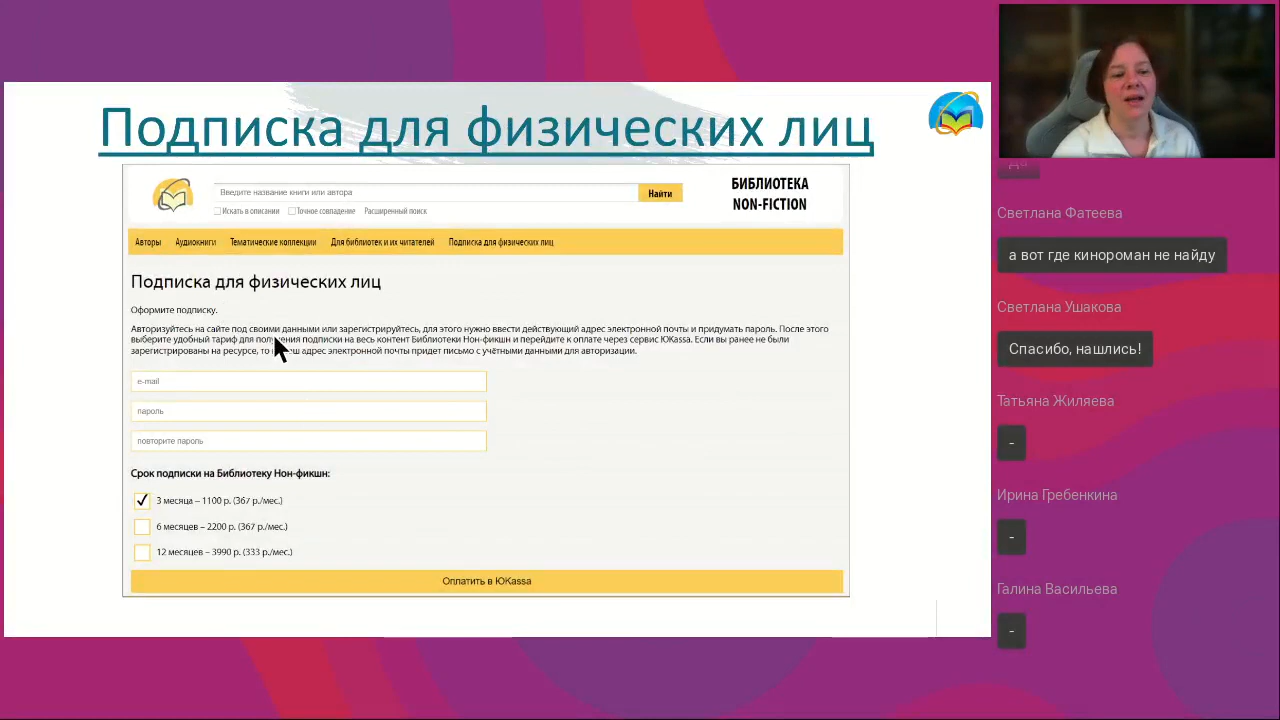 Подписка для физических лиц
Введите название книги или автора
Найти
БИБЛИОТЕКА
NON-FICTION
Искать в описании
Точное совпадение
Расширенный поиск
Авторы
Аудиокниги
Тематические коллекции
Для библиотек и их читателей
Подписка для физических лиц
Подписка для физических лиц
Оформите подписку.
Авторизуйтесь на сайте под своими данными или зарегистрируйтесь, для этого нужно ввести действующий адрес электронной почты и придумать пароль. После этого
выберите удобный тариф для получения подписки на весь контент Библиотеки Нон-фикшн и перейдите к оплате через сервис ЮKassa. Если вы ранее не были
зарегистрированы на ресурсе, то адрес электронной почты придет письмо с учётными данными для авторизации.
e-mail
пароль
повторите пароль
Срок подписки на Библиотеку Нон-фикшн:
3 месяца – 1100 р. (367 р./мес.)
6 месяцев – 2200 р. (367 р./мес.)
12 месяцев – 3990 р. (333 р./мес.)
Оплатить в ЮKassa
Да
Светлана Фатеева
а вот где кинороман не найду
Светлана Ушакова
Спасибо, нашлись!
Татьяна Жиляева
-
Ирина Гребенкина
-
Галина Васильева
-